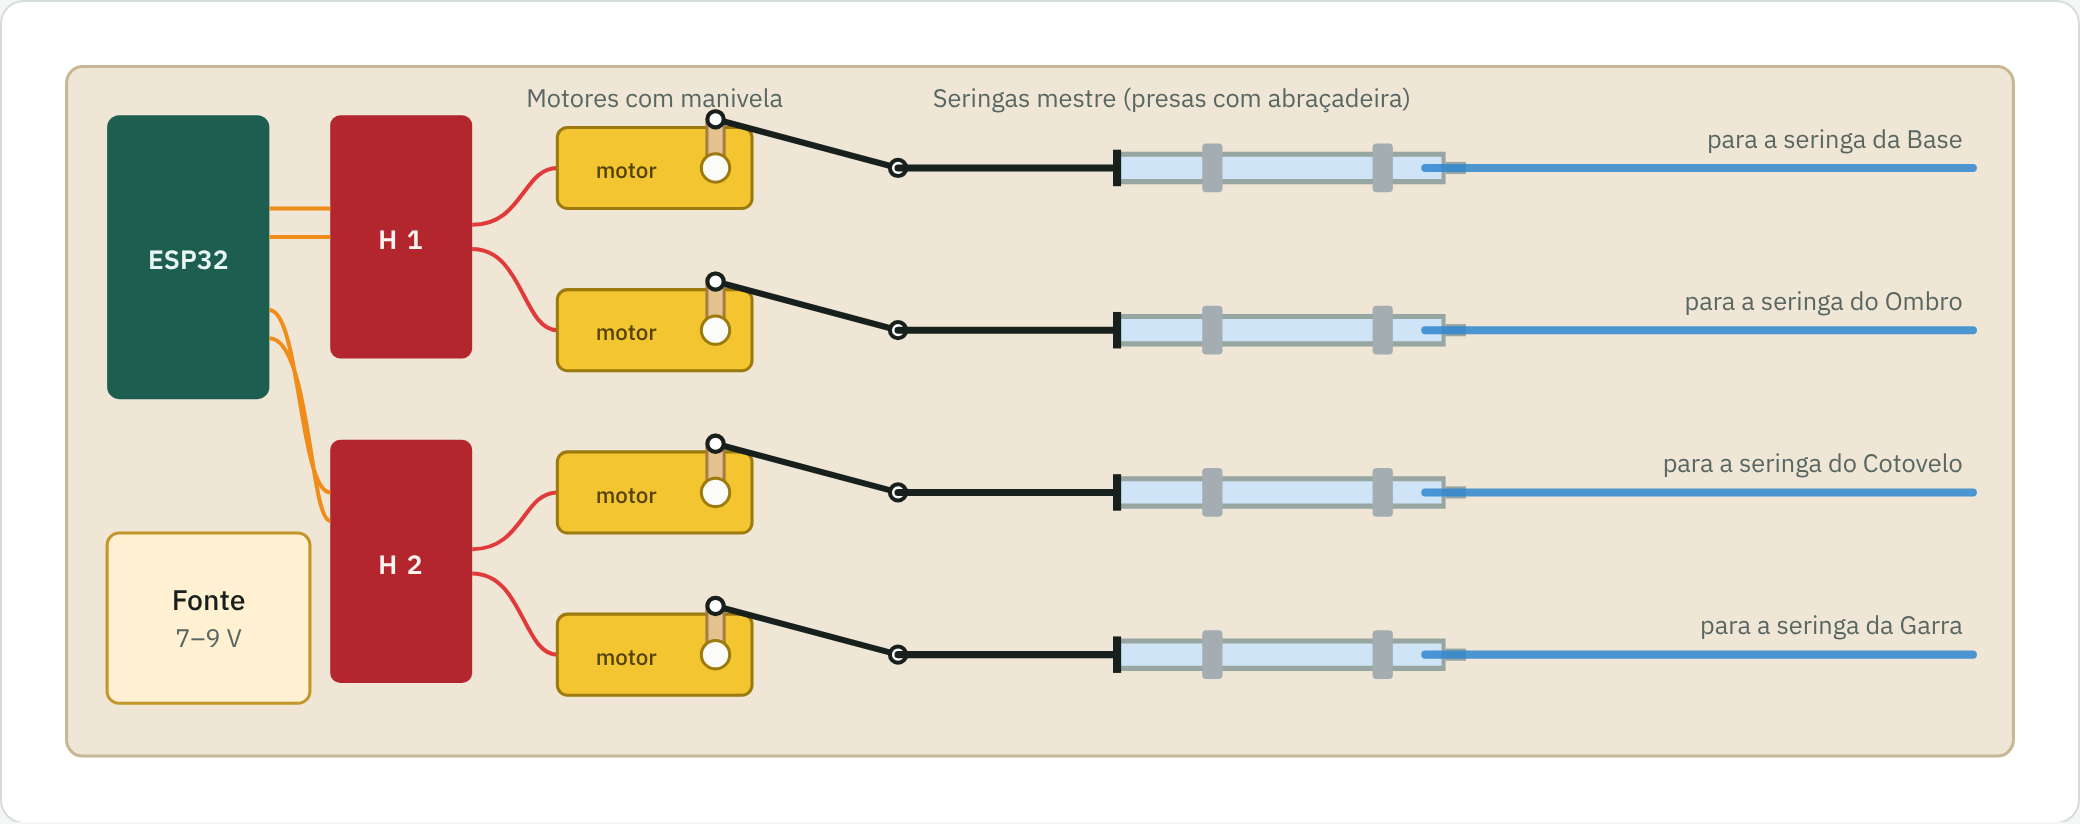 Motores com manivela
Seringas mestre (presas com abraçadeira)
ESP32
H 1
motor
para a seringa da Base
motor
para a seringa do Ombro
H 2
motor
para a seringa do Cotovelo
motor
para a seringa da Garra
Fonte
7–9 V